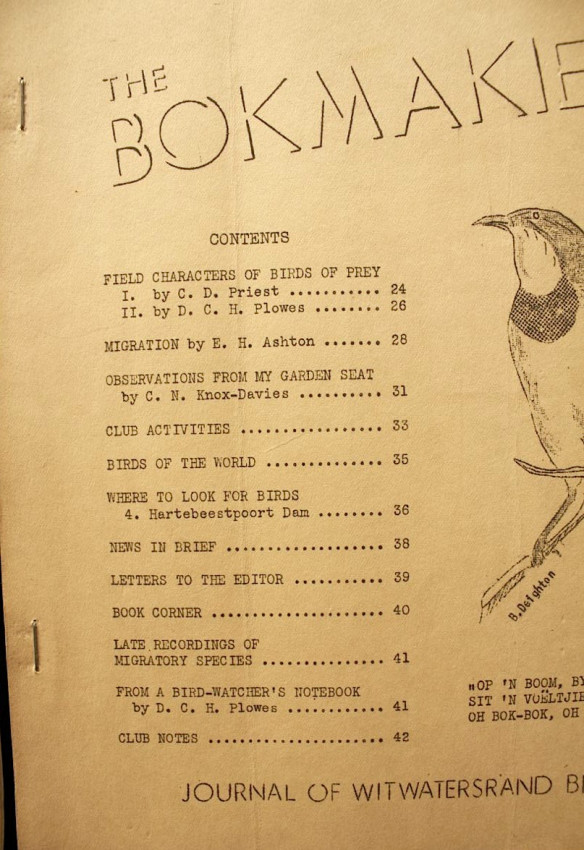 THE
BOKMAKIE
CONTENTS
FIELD CHARACTERS OF BIRDS OF PREY
I. by C. D. Priest ........... 24
II. by D. C. H. Plowes ........ 26
MIGRATION by E. H. Ashton ....... 28
OBSERVATIONS FROM MY GARDEN SEAT
by C. N. Knox-Davies .......... 31
CLUB ACTIVITIES ................. 33
BIRDS OF THE WORLD .............. 35
WHERE TO LOOK FOR BIRDS
4. Hartebeestpoort Dam ........ 36
NEWS IN BRIEF ................... 38
LETTERS TO THE EDITOR ........... 39
BOOK CORNER ..................... 40
LATE RECORDINGS OF
MIGRATORY SPECIES ............... 41
FROM A BIRD-WATCHER'S NOTEBOOK
by D. C. H. Plowes ............ 41
CLUB NOTES ...................... 42
B. Deighton
"OP 'N BOOM, BY
SIT 'N VOËLTJIE
OH BOK-BOK, OH
JOURNAL OF WITWATERSRAND BI